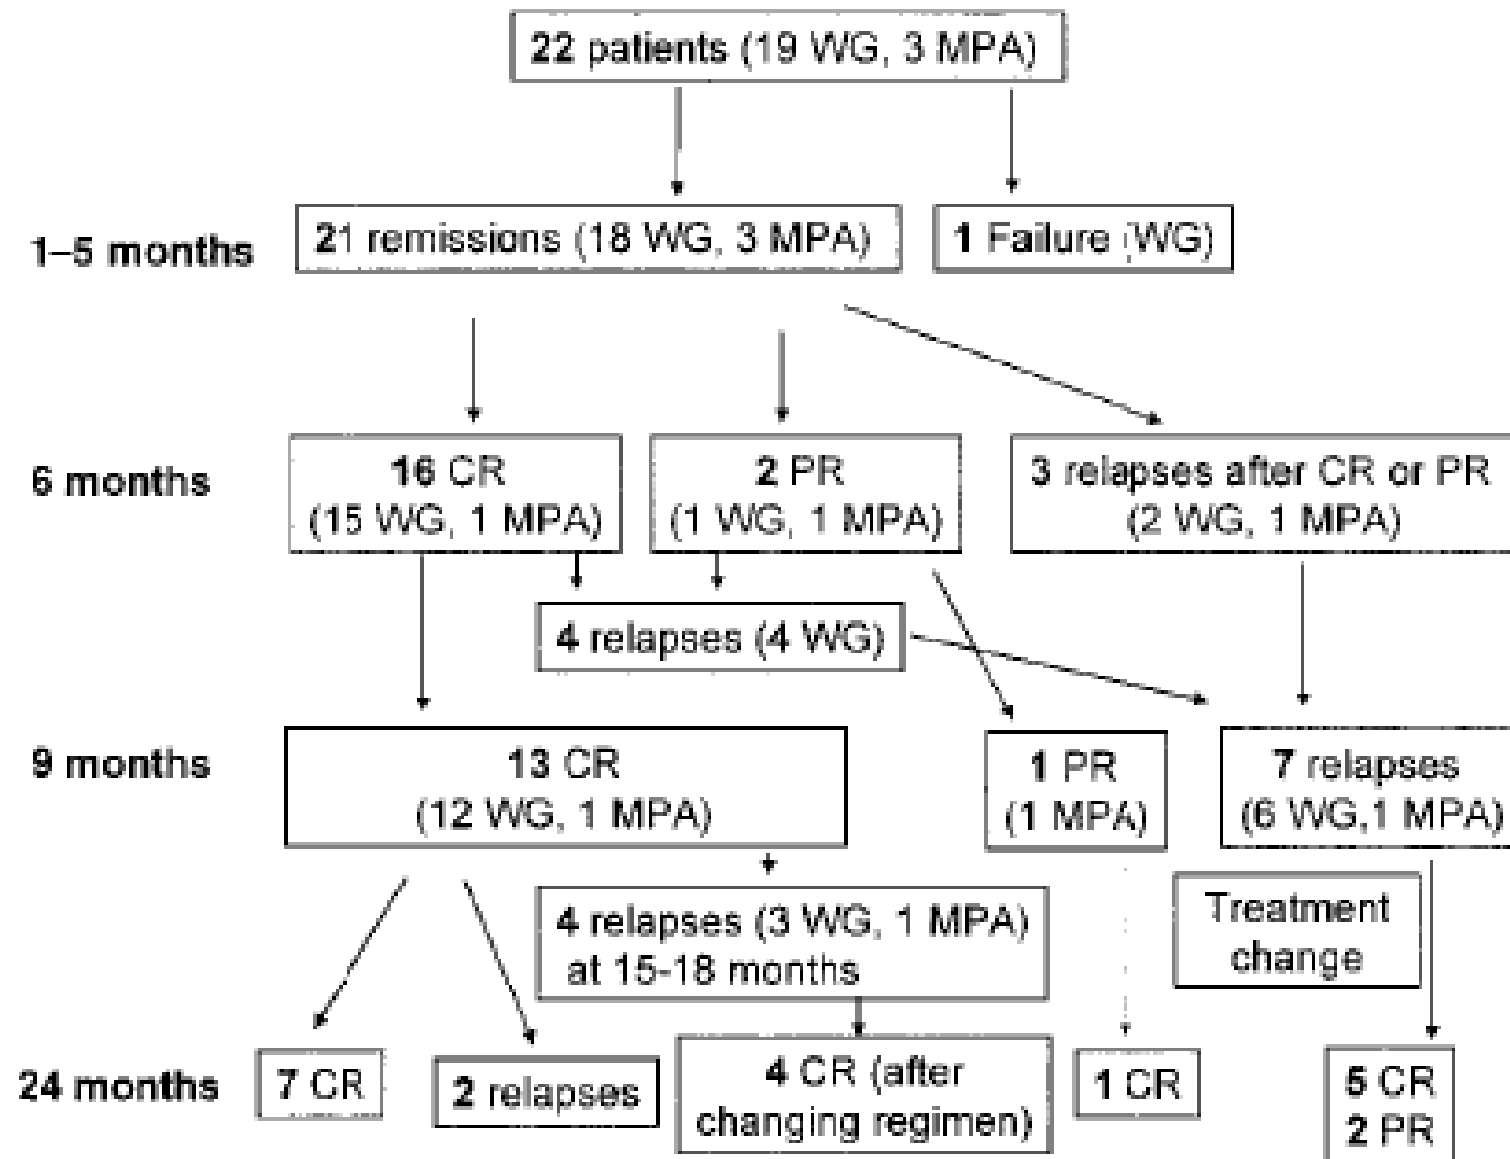 22 patients (19 WG, 3 MPA)
1–5 months
21 remissions (18 WG, 3 MPA)
1 Failure (WG)
6 months
16 CR
(15 WG, 1 MPA)
2 PR
(1 WG, 1 MPA)
3 relapses after CR or PR
(2 WG, 1 MPA)
4 relapses (4 WG)
9 months
13 CR
(12 WG, 1 MPA)
1 PR
(1 MPA)
7 relapses
(6 WG,1 MPA)
4 relapses (3 WG, 1 MPA)
at 15-18 months
Treatment
change
24 months
7 CR
2 relapses
4 CR (after
changing regimen)
1 CR
5 CR
2 PR